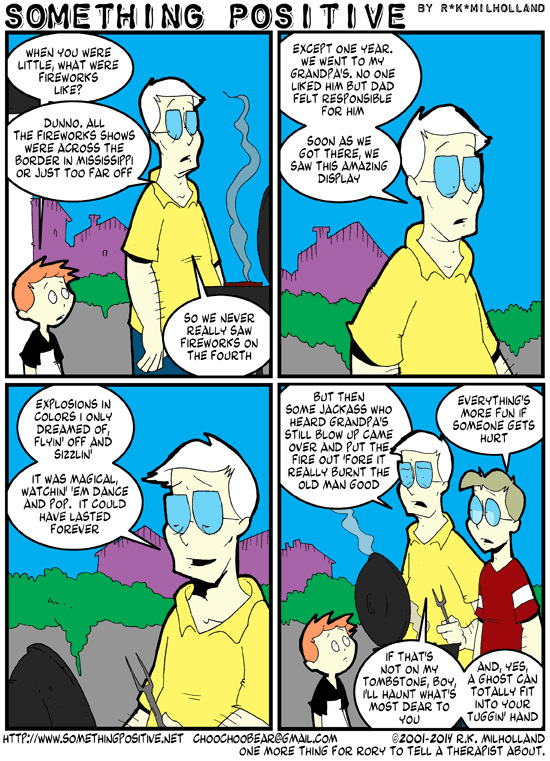 SOMETHING POSITIVE BY R*K*MILHOLLAND
WHEN YOU WERE
LITTLE, WHAT WERE
FIREWORKS
LIKE?
DUNNO. ALL
THE FIREWORKS SHOWS
WERE ACROSS THE
BORDER IN MISSISSIPPI
OR JUST TOO FAR OFF
SO WE NEVER
REALLY SAW
FIREWORKS ON
THE FOURTH
EXCEPT ONE YEAR.
WE WENT TO MY
GRANDPA'S. NO ONE
LIKED HIM BUT DAD
FELT RESPONSIBLE
FOR HIM
SOON AS WE
GOT THERE, WE
SAW THIS AMAZING
DISPLAY
EXPLOSIONS IN
COLORS I ONLY
DREAMED OF,
FLYIN' OFF AND
SIZZLIN'
IT WAS MAGICAL,
WATCHIN' 'EM DANCE
AND POP. IT COULD
HAVE LASTED
FOREVER
BUT THEN
SOME JACKASS WHO
HEARD GRANDPA'S
STILL BLOW UP CAME
OVER AND PUT THE
FIRE OUT 'FORE IT
REALLY BURNT THE
OLD MAN GOOD
EVERYTHING'S
MORE FUN IF
SOMEONE GETS
HURT
IF THAT'S
NOT ON MY
TOMBSTONE, BOY,
I'LL HAUNT WHAT'S
MOST DEAR TO
YOU
AND, YES,
A GHOST CAN
TOTALLY FIT
INTO YOUR
TUGGIN' HAND
HTTP://WWW.SOMETHINGPOSITIVE.NET CHOOCHOOBEAR@GMAIL.COM ©2001-2014 R.K. MILHOLLAND
ONE MORE THING FOR RORY TO TELL A THERAPIST ABOUT.